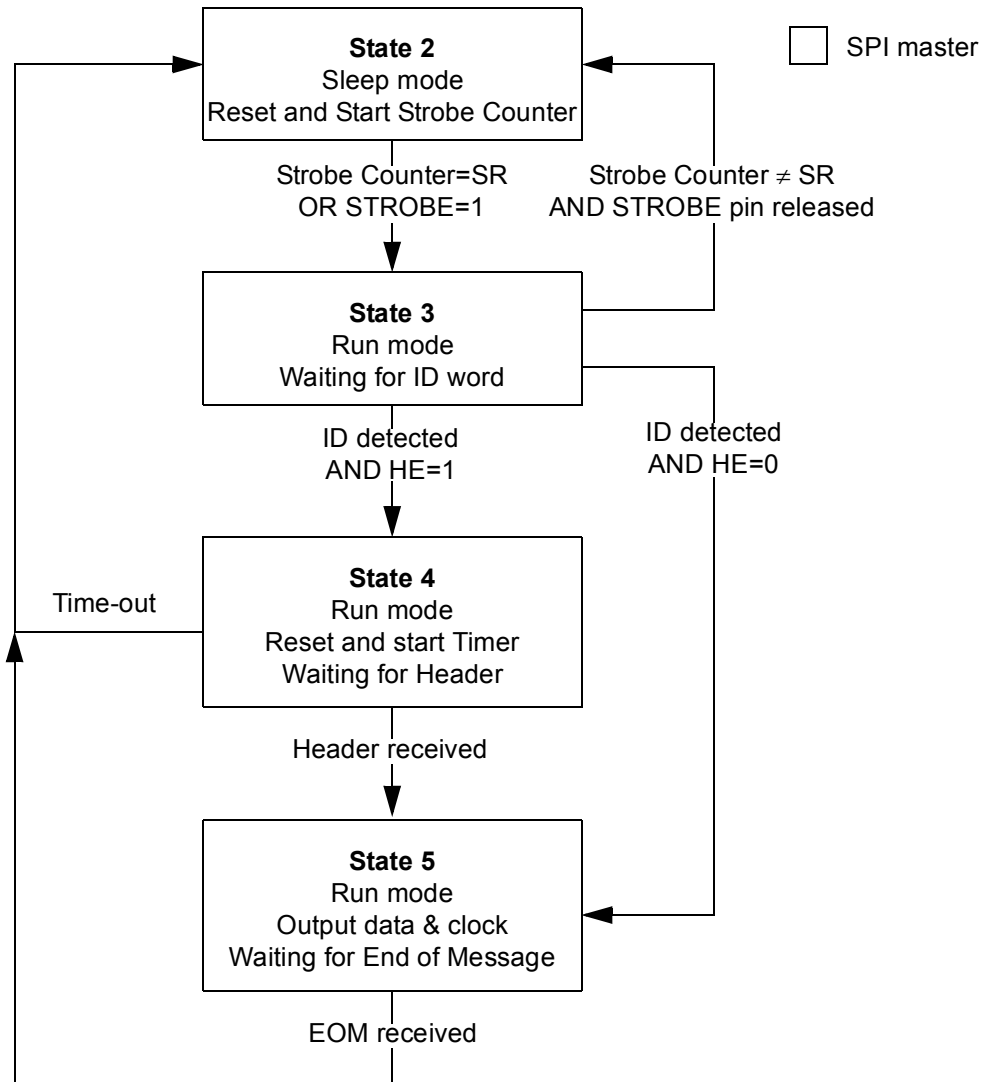 State 2
Sleep mode
Reset and Start Strobe Counter
SPI master
Strobe Counter=SR
OR STROBE=1
Strobe Counter ≠ SR
AND STROBE pin released
State 3
Run mode
Waiting for ID word
ID detected
AND HE=1
ID detected
AND HE=0
State 4
Run mode
Reset and start Timer
Waiting for Header
Time-out
Header received
State 5
Run mode
Output data & clock
Waiting for End of Message
EOM received